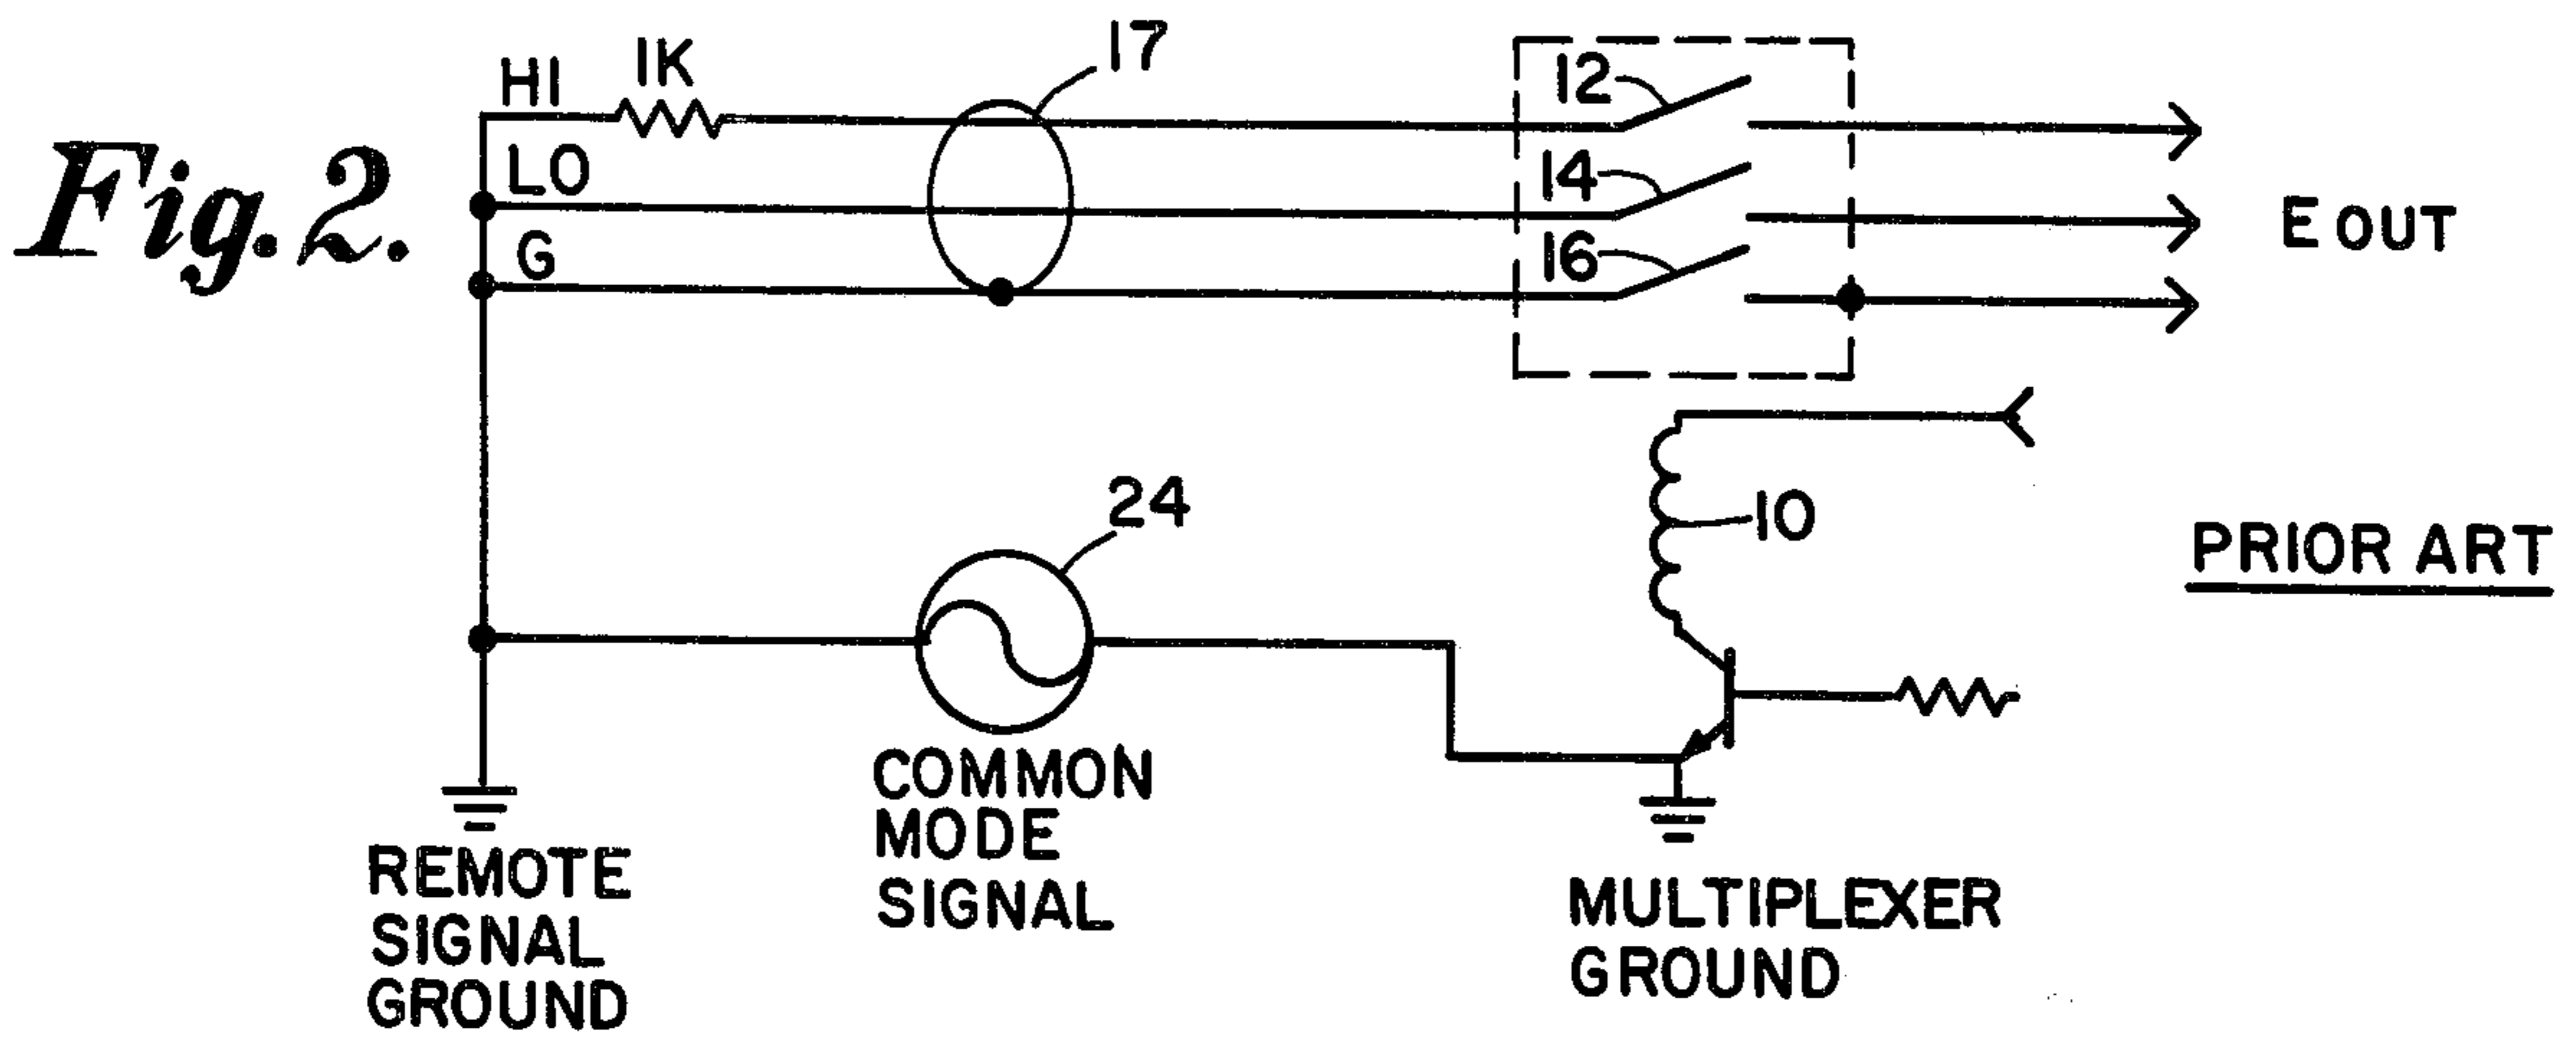 Fig. 2.
HI
1K
17
LO
G
12
14
16
E OUT
24
10
PRIOR ART
COMMON
MODE
SIGNAL
REMOTE
SIGNAL
GROUND
MULTIPLEXER
GROUND